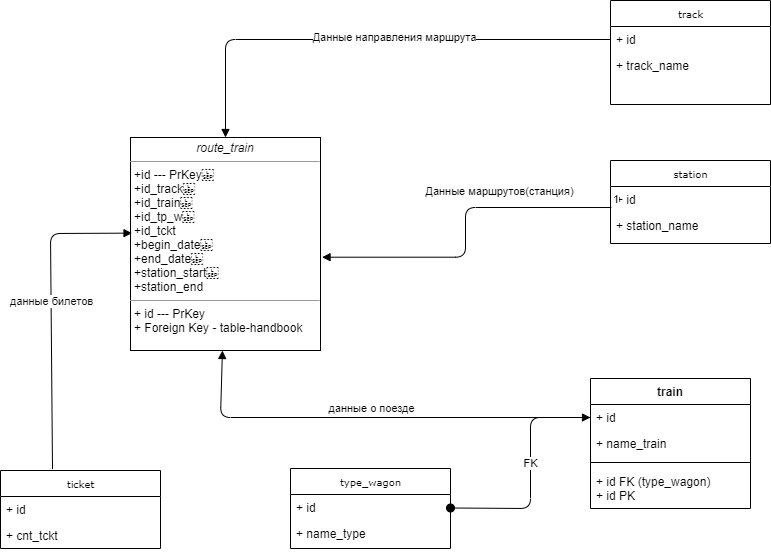 track
+ id
+ track_name
Данные направления маршрута
route_train
+id --- PrKey
+id_track
+id_train
+id_tp_w
+id_tckt
+begin_date
+end_date
+station_start
+station_end
+ id --- PrKey
+ Foreign Key - table-handbook
station
+ id
+ station_name
Данные маршрутов(станция)
данные билетов
данные о поезде
train
+ id
+ name_train
+ id FK (type_wagon)
+ id PK
FK
ticket
+ id
+ cnt_tckt
type_wagon
+ id
+ name_type